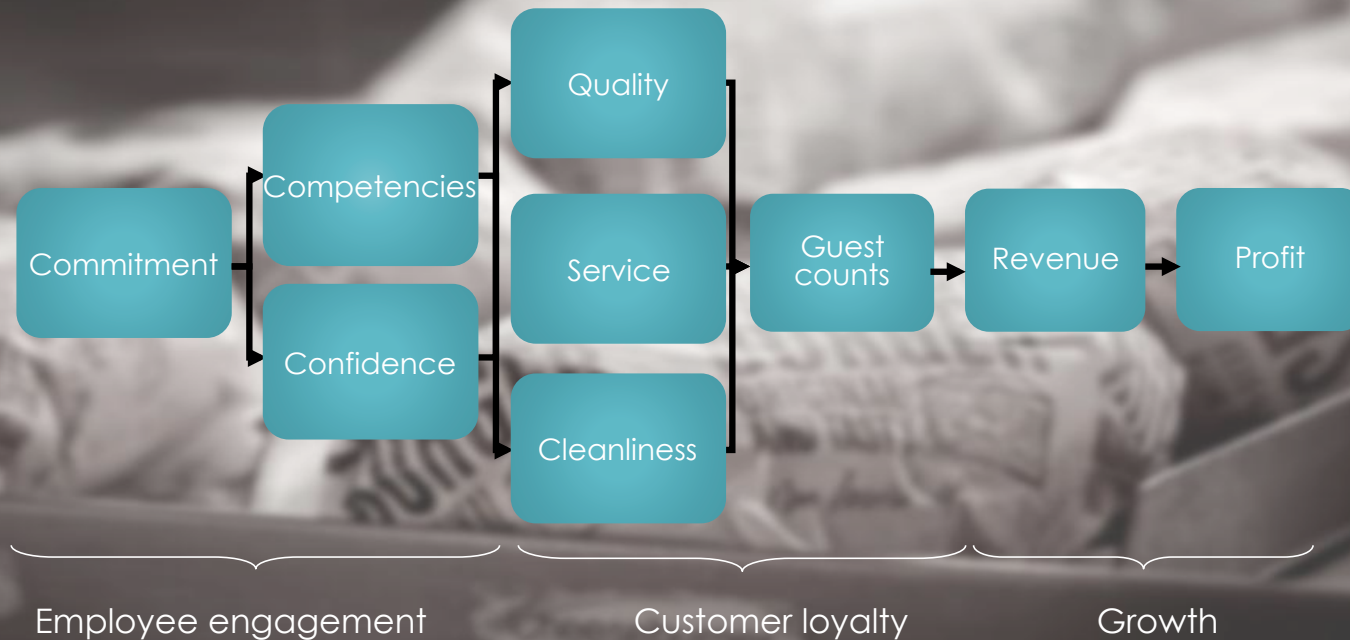 Quality
Competencies
Commitment
Service
Guest
counts
Revenue
Profit
Confidence
Cleanliness
Employee engagement
Customer loyalty
Growth